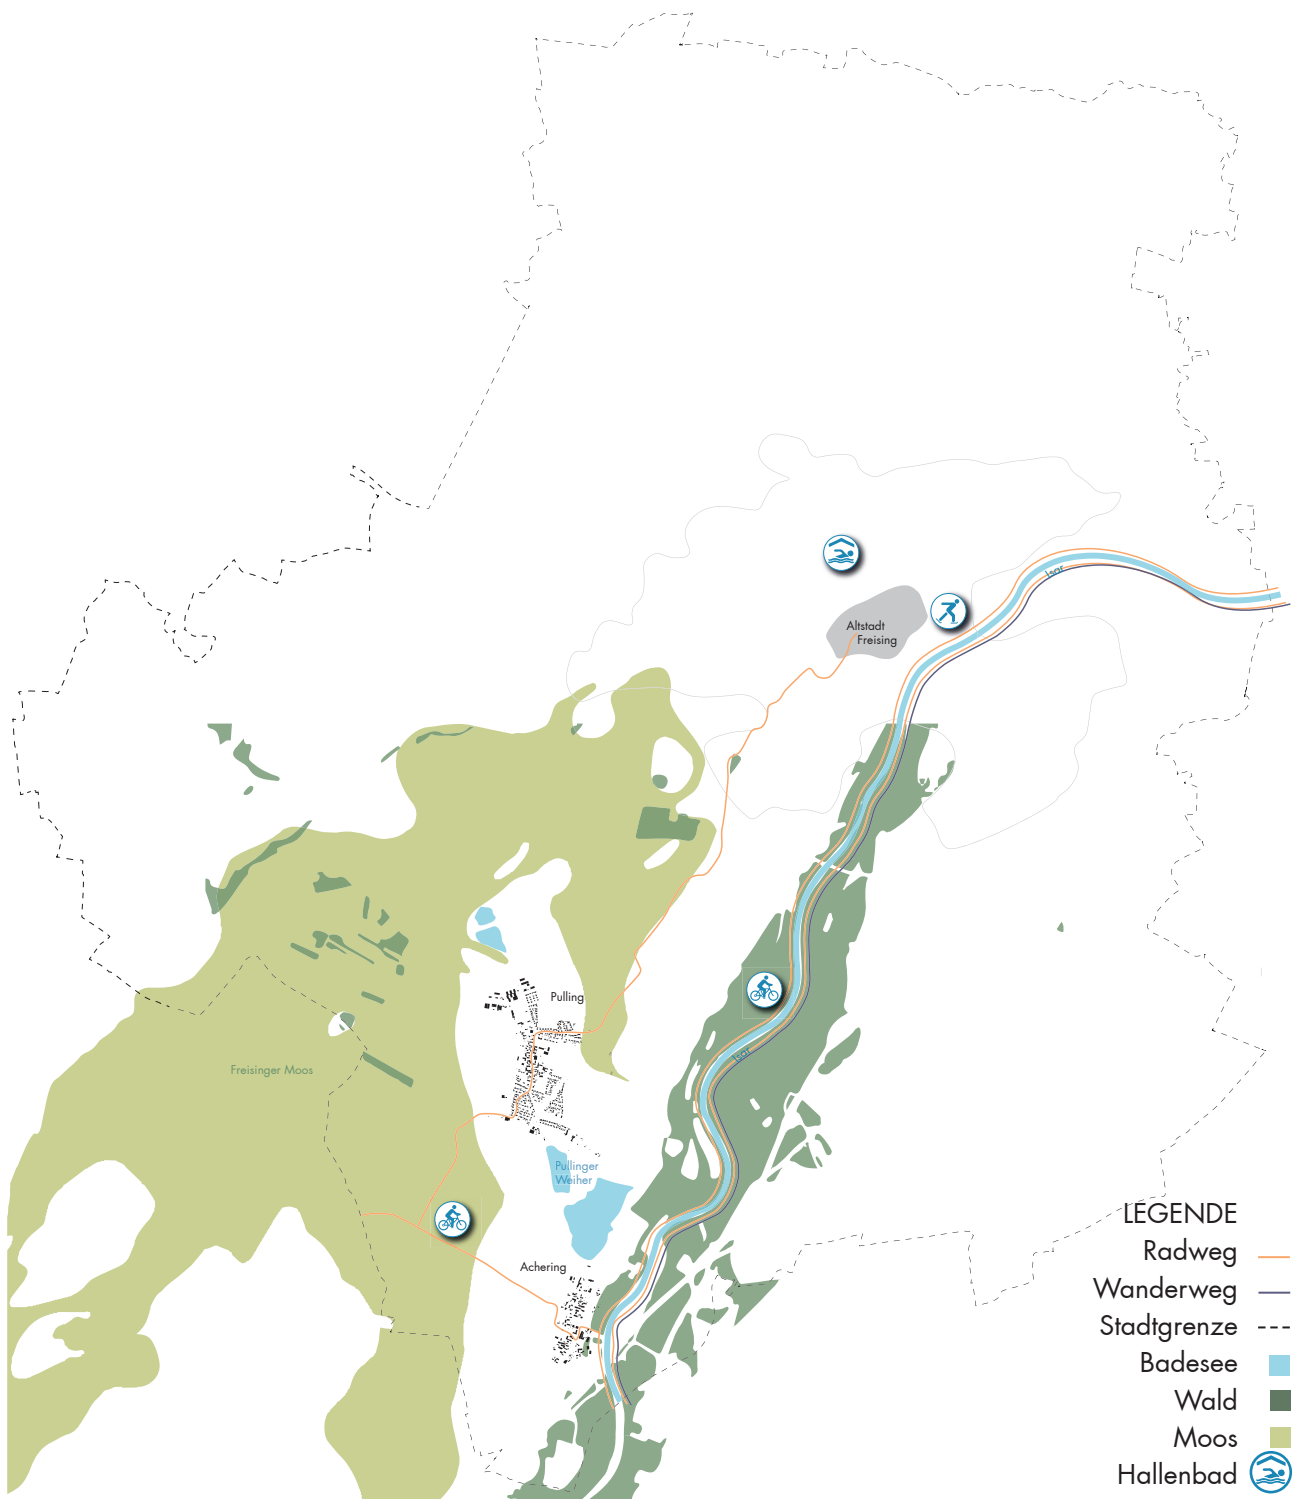 Isar
Altstadt
Freising
Pulling
Isar
Freisinger Moos
Pullinger
Weiher
Achering
LEGENDE
Radweg
Wanderweg
Stadtgrenze
Badesee
Wald
Moos
Hallenbad